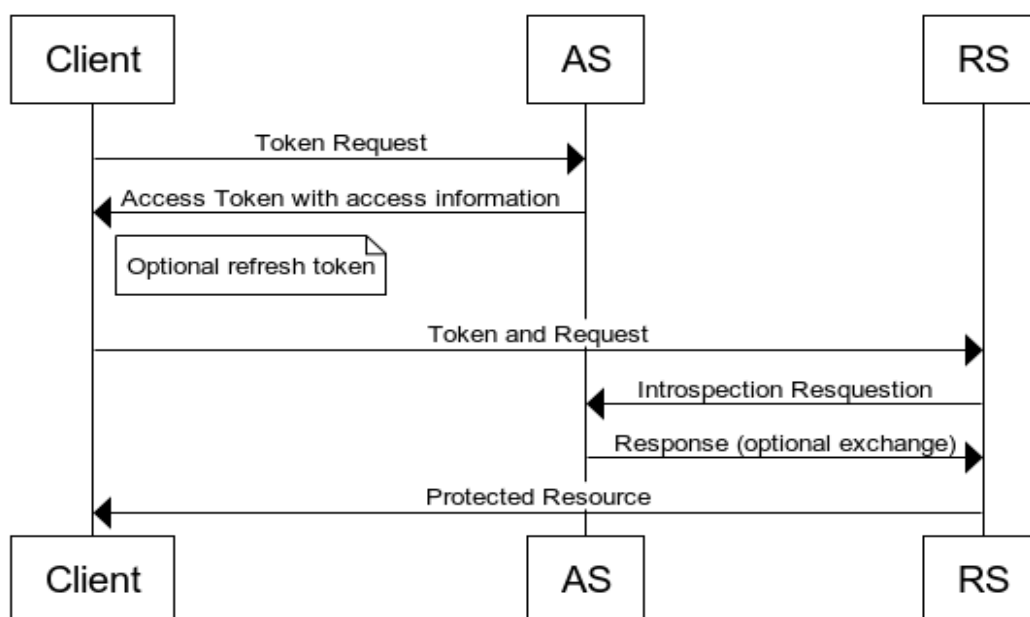 Client
AS
RS
Token Request
Access Token with access information
Optional refresh token
Token and Request
Introspection Resquestion
Response (optional exchange)
Protected Resource
Client
AS
RS